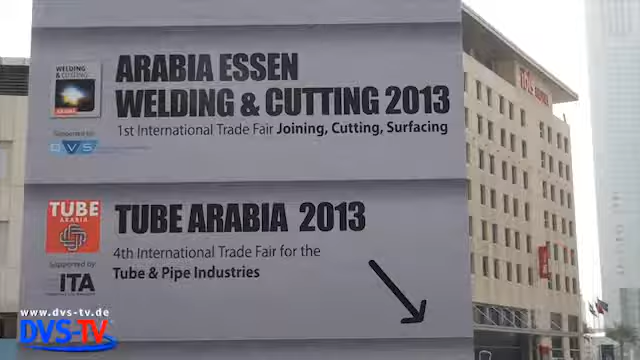 WELDING
& CUTTING
ARABIA
ARABIA ESSEN
WELDING & CUTTING 2013
1st International Trade Fair Joining, Cutting, Surfacing
Supported by:
DVS
TUBE
ARABIA
TUBE ARABIA 2013
4th International Trade Fair for the
Tube & Pipe Industries
Supported by:
ITA
www.dvs-tv.de
DVS-TV
ibis